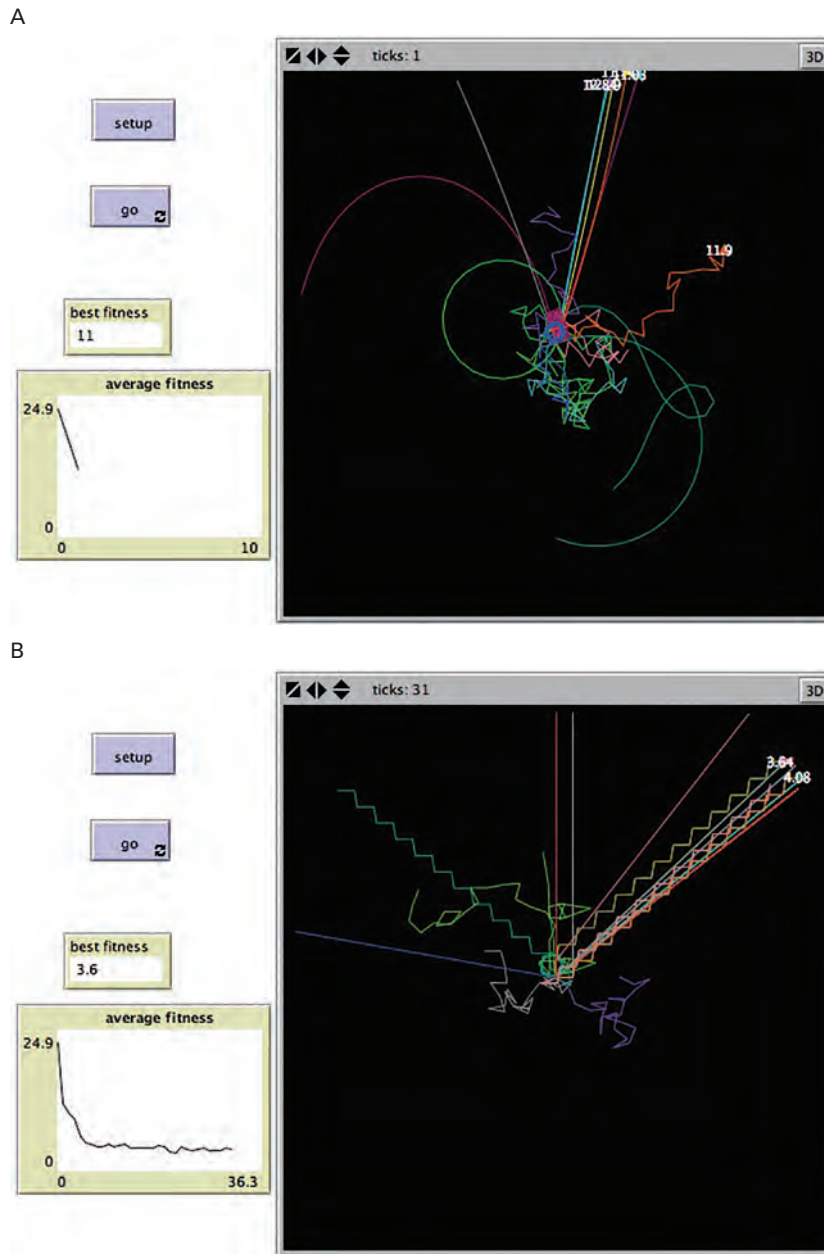 A
ticks: 1
3D
setup
go
11.9
best fitness
11
average fitness
24.9
0
0
10
B
ticks: 31
3D
setup
go
3.64
4.08
best fitness
3.6
average fitness
24.9
0
0
36.3